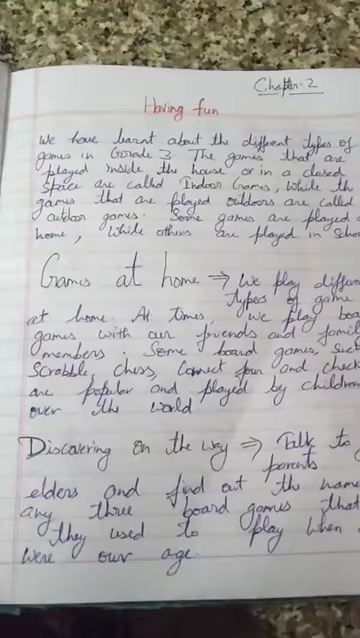 Chapter-2
Having fun
We have learnt about the different types of
games in Grade 3. The games that are
played inside the house or in a closed
space are called Indoor Games, while th
games that are played outdoors are called
outdoor games. Some games are played a
home, while others are played in Schoo
Games at home ⇒ We play differe
types of game
at home. At times, we play boa
games with our friends and famil
members. Some board games, such
Scrabble, chess, Connect four and check
are popular and played by children
over the world
Discovering on the way ⇒ Talk to
parents
elders and find out the name
any three board games that
they used to play when
were our age.